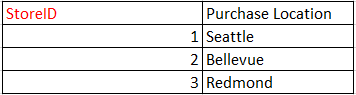 StoreID Purchase Location
1 Seattle
2 Bellevue
3 Redmond